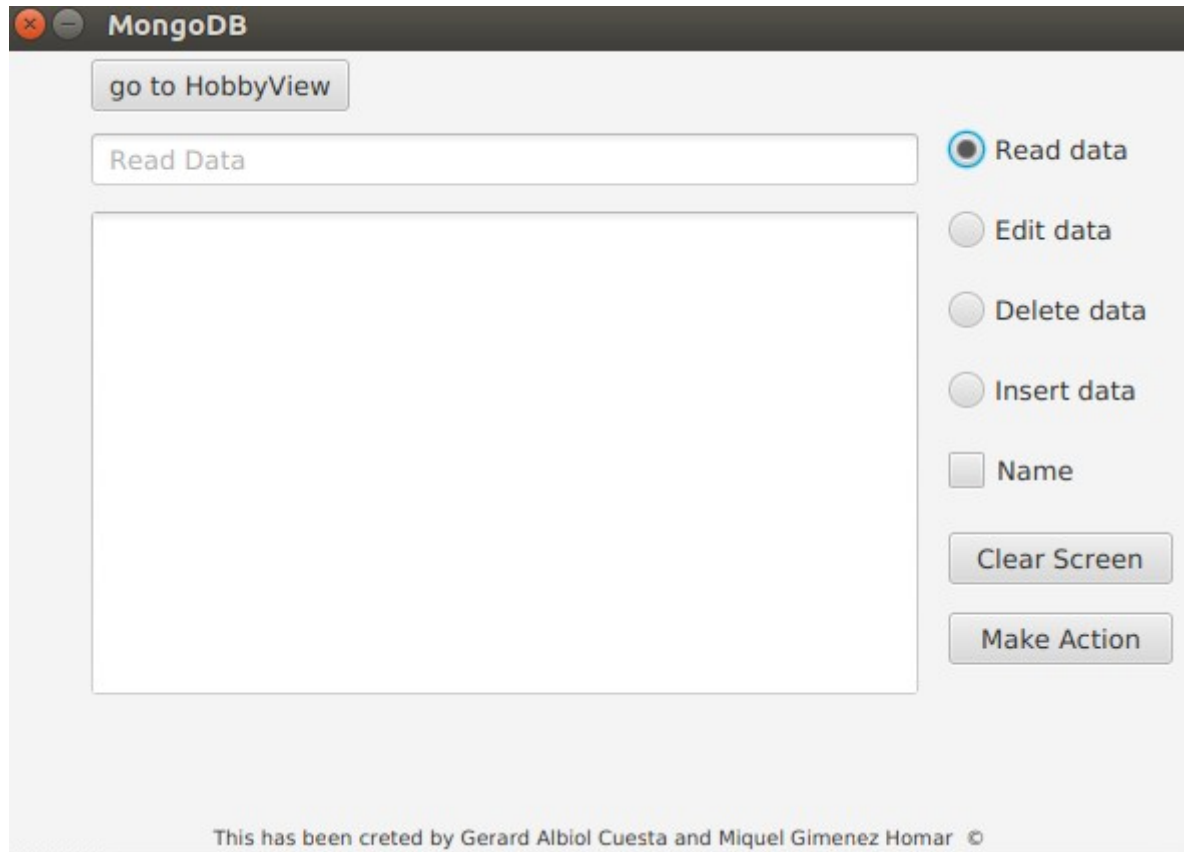 MongoDB
go to HobbyView
Read Data
Read data
Edit data
Delete data
Insert data
Name
Clear Screen
Make Action
This has been creted by Gerard Albiol Cuesta and Miquel Gimenez Homar ©